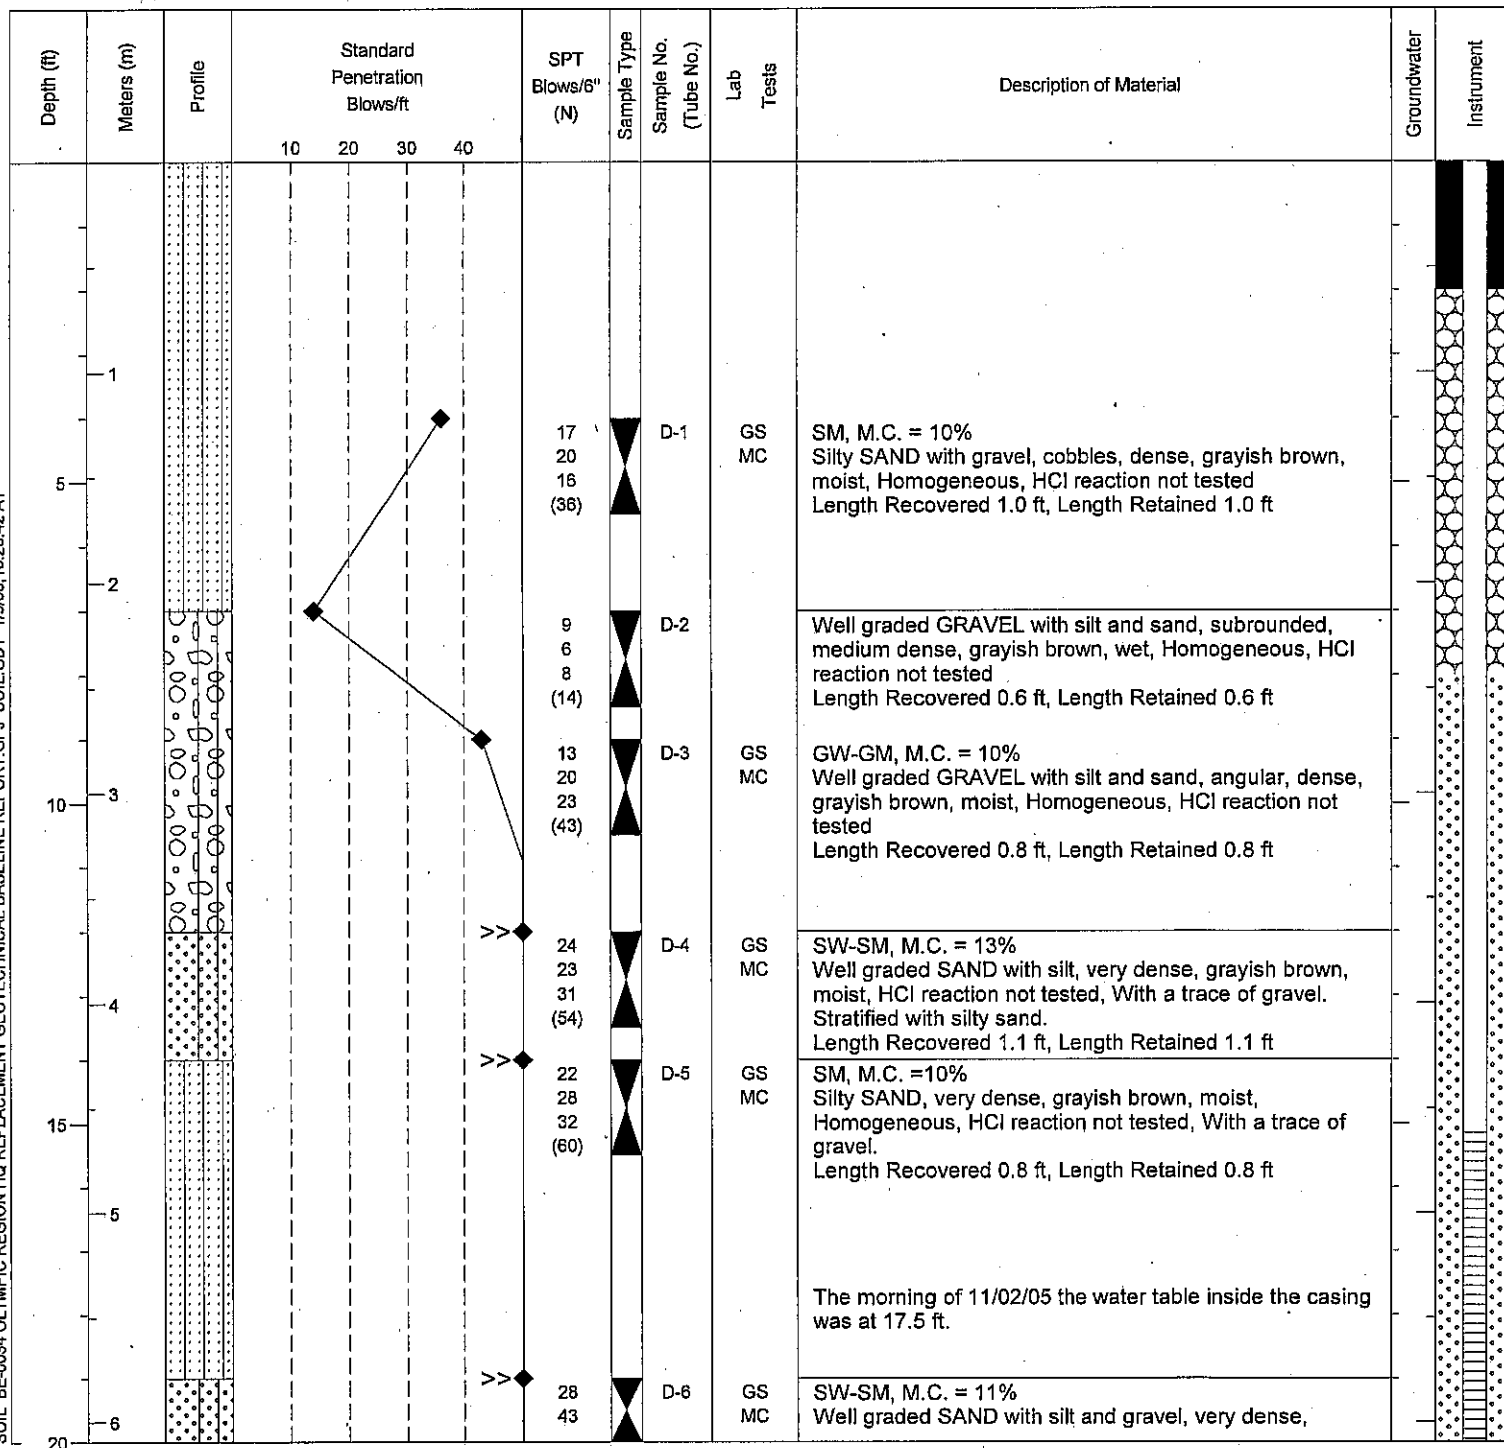 Depth (ft)
Meters (m)
Profile
Standard
Penetration
Blows/ft
10 20 30 40
SPT
Blows/6"
(N)
Sample Type
Sample No.
(Tube No.)
Lab
Tests
Description of Material
Groundwater
Instrument
1
17 D-1 GS SM, M.C. = 10%
20 MC Silty SAND with gravel, cobbles, dense, grayish brown,
5 16 moist, Homogeneous, HCl reaction not tested
(36) Length Recovered 1.0 ft, Length Retained 1.0 ft
2
9 D-2 Well graded GRAVEL with silt and sand, subrounded,
6 medium dense, grayish brown, wet, Homogeneous, HCl
8 reaction not tested
(14) Length Recovered 0.6 ft, Length Retained 0.6 ft
13 D-3 GS GW-GM, M.C. = 10%
20 MC Well graded GRAVEL with silt and sand, angular, dense,
10 3 23 grayish brown, moist, Homogeneous, HCl reaction not
(43) tested
Length Recovered 0.8 ft, Length Retained 0.8 ft
>>
24 D-4 GS SW-SM, M.C. = 13%
23 MC Well graded SAND with silt, very dense, grayish brown,
4 31 moist, HCl reaction not tested, With a trace of gravel.
(54) Stratified with silty sand.
Length Recovered 1.1 ft, Length Retained 1.1 ft
>>
22 D-5 GS SM, M.C. =10%
28 MC Silty SAND, very dense, grayish brown, moist,
15 32 Homogeneous, HCl reaction not tested, With a trace of
(60) gravel.
Length Recovered 0.8 ft, Length Retained 0.8 ft
5
The morning of 11/02/05 the water table inside the casing
was at 17.5 ft.
>>
28 D-6 GS SW-SM, M.C. = 11%
6 43 MC Well graded SAND with silt and gravel, very dense,
20